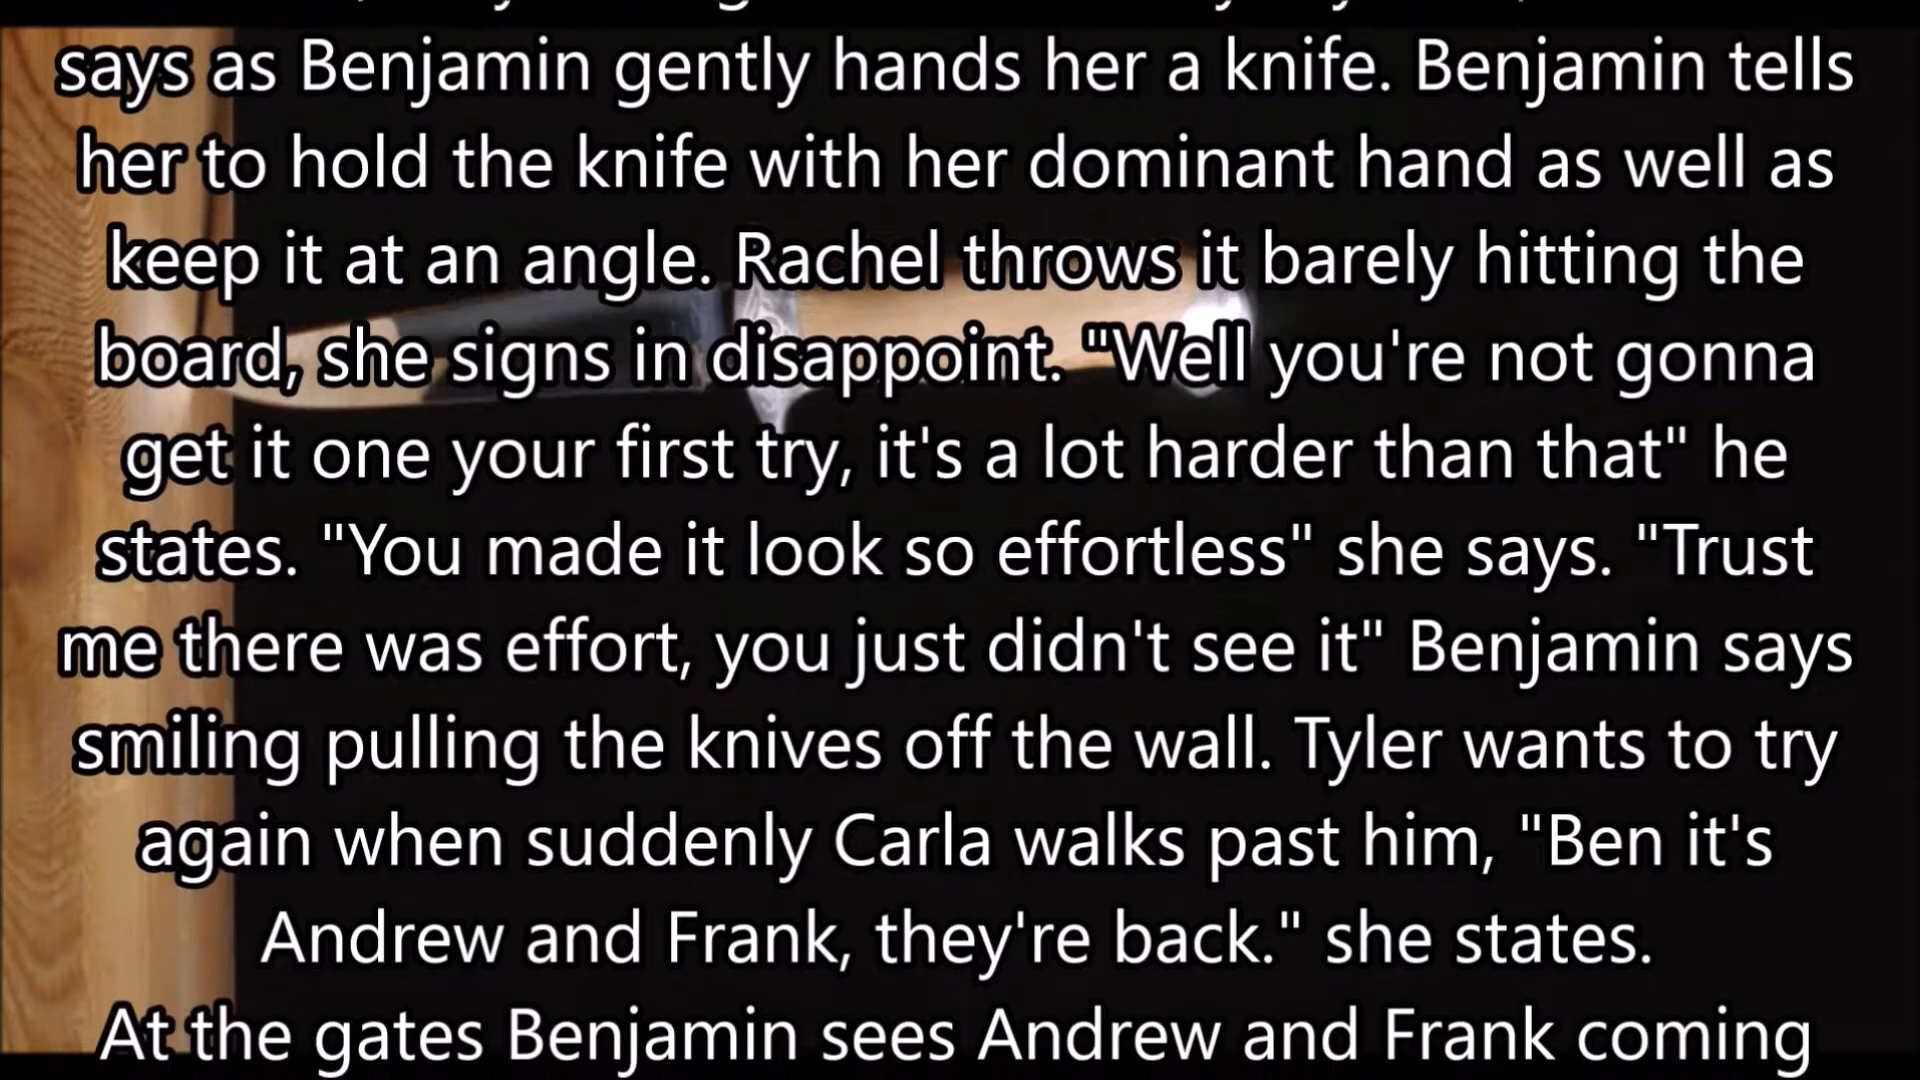 says as Benjamin gently hands her a knife. Benjamin tells
her to hold the knife with her dominant hand as well as
keep it at an angle. Rachel throws it barely hitting the
board, she signs in disappoint. "Well you're not gonna
get it one your first try, it's a lot harder than that" he
states. "You made it look so effortless" she says. "Trust
me there was effort, you just didn't see it" Benjamin says
smiling pulling the knives off the wall. Tyler wants to try
again when suddenly Carla walks past him, "Ben it's
Andrew and Frank, they're back." she states.
At the gates Benjamin sees Andrew and Frank coming